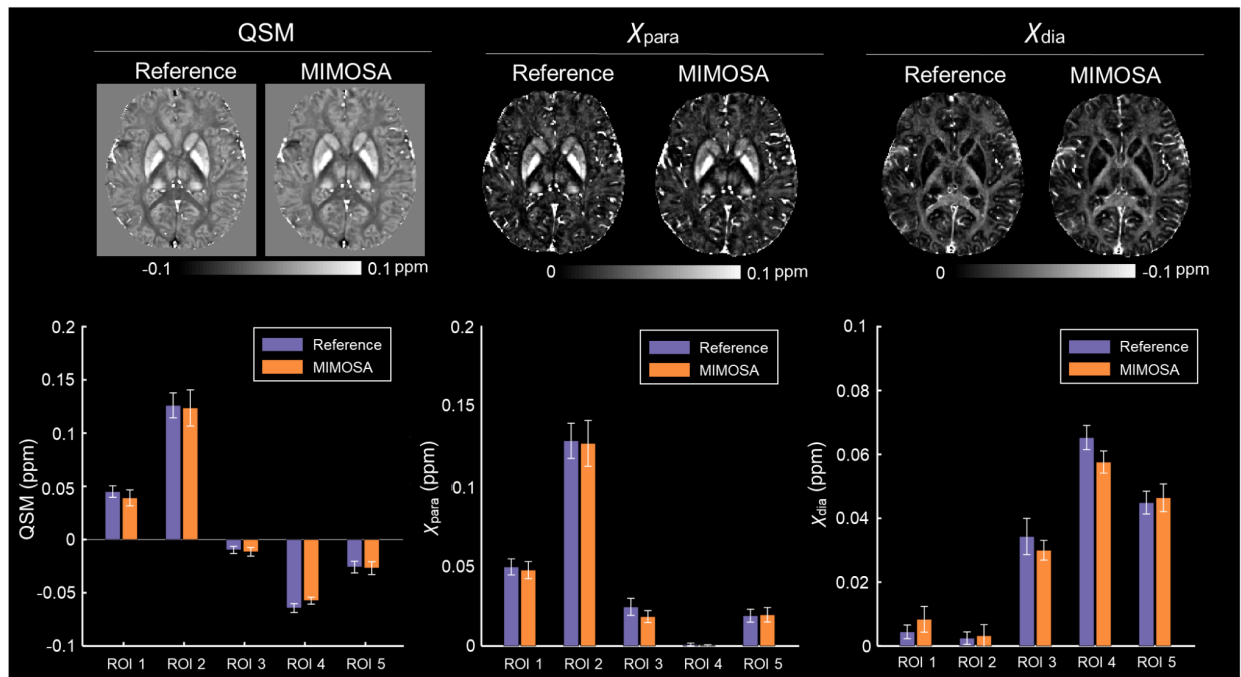 QSM
Xpara
Xdia
Reference MIMOSA
Reference MIMOSA
Reference MIMOSA
-0.1 0.1 ppm
0 0.1 ppm
0 -0.1 ppm
QSM (ppm)
0.2
0.15
0.1
0.05
0
-0.05
-0.1
Reference
MIMOSA
ROI 1 ROI 2 ROI 3 ROI 4 ROI 5
Xpara (ppm)
0.2
0.15
0.1
0.05
0
Reference
MIMOSA
ROI 1 ROI 2 ROI 3 ROI 4 ROI 5
Xdia (ppm)
0.1
0.08
0.06
0.04
0.02
0
Reference
MIMOSA
ROI 1 ROI 2 ROI 3 ROI 4 ROI 5